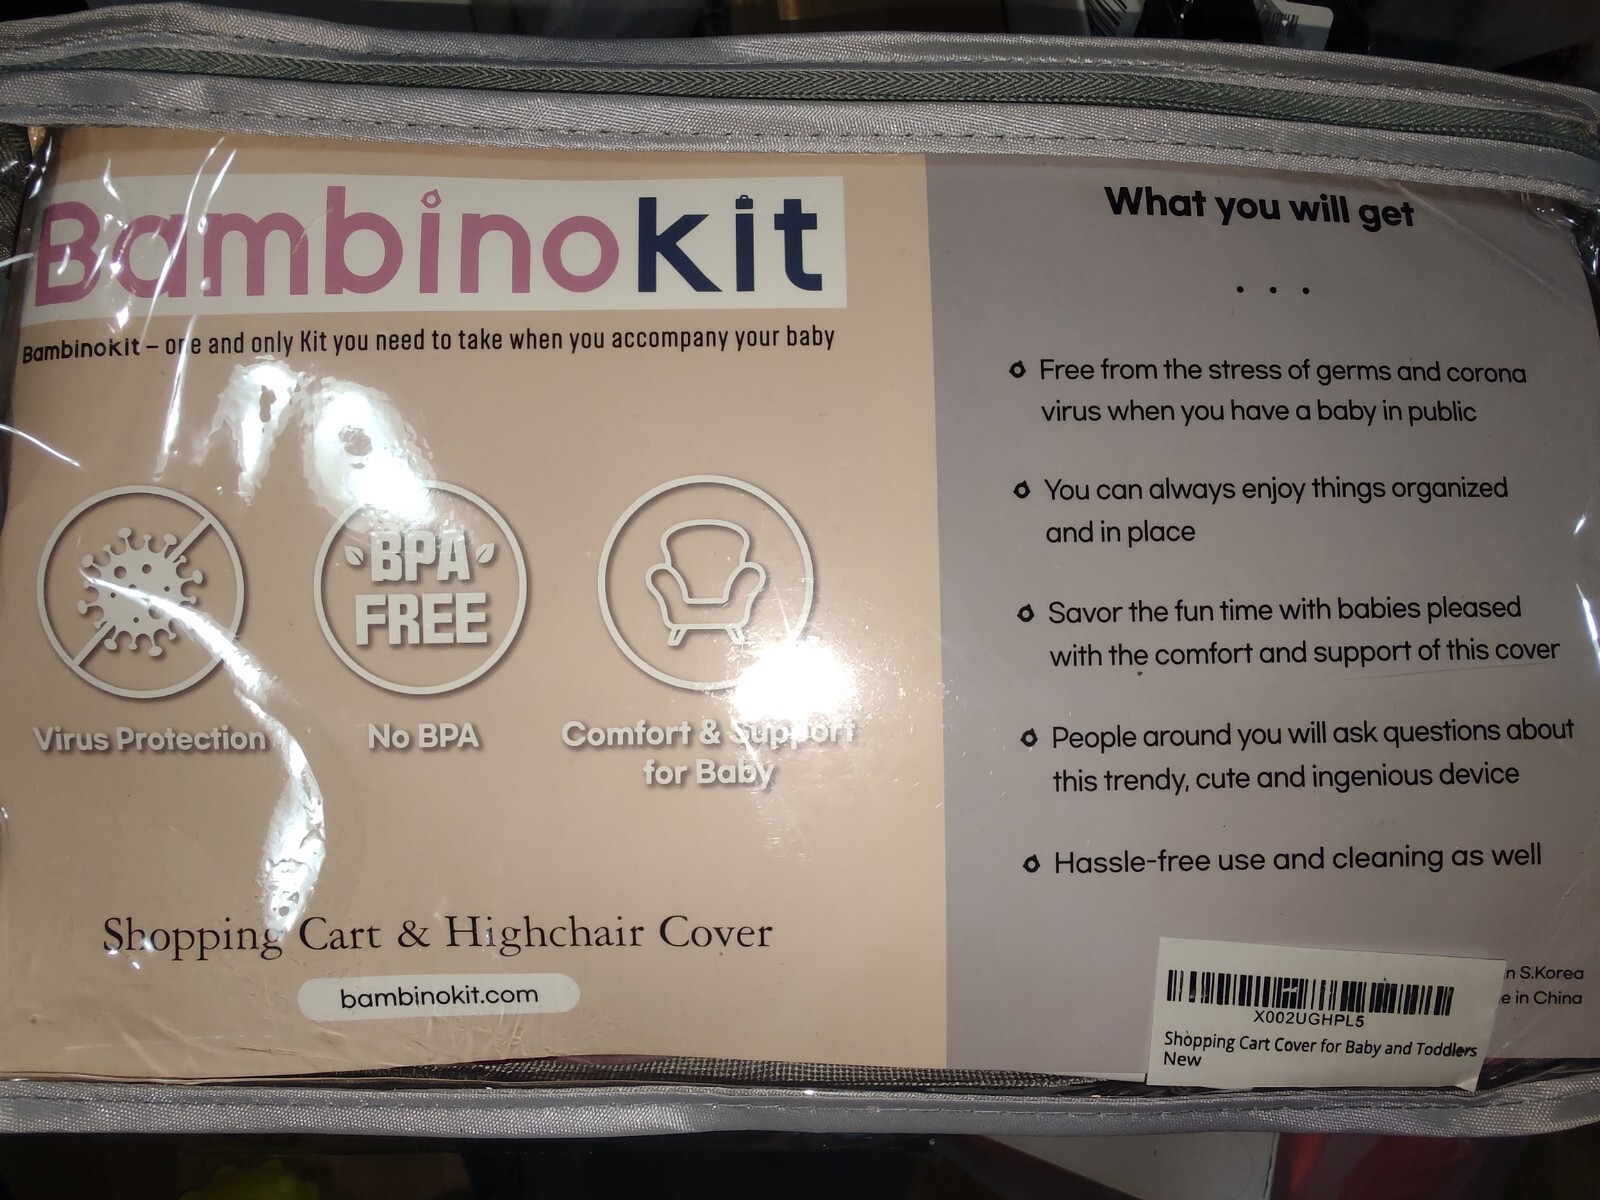 Bambinokit
Bambinokit – one and only Kit you need to take when you accompany your baby
BPA
FREE
Virus Protection
No BPA
Comfort & Support
for Baby
Shopping Cart & Highchair Cover
bambinokit.com
What you will get
. . .
Free from the stress of germs and corona
virus when you have a baby in public
You can always enjoy things organized
and in place
Savor the fun time with babies pleased
with the comfort and support of this cover
People around you will ask questions about
this trendy, cute and ingenious device
Hassle-free use and cleaning as well
S.Korea
in China
X002UGHPL5
Shopping Cart Cover for Baby and Toddlers
New